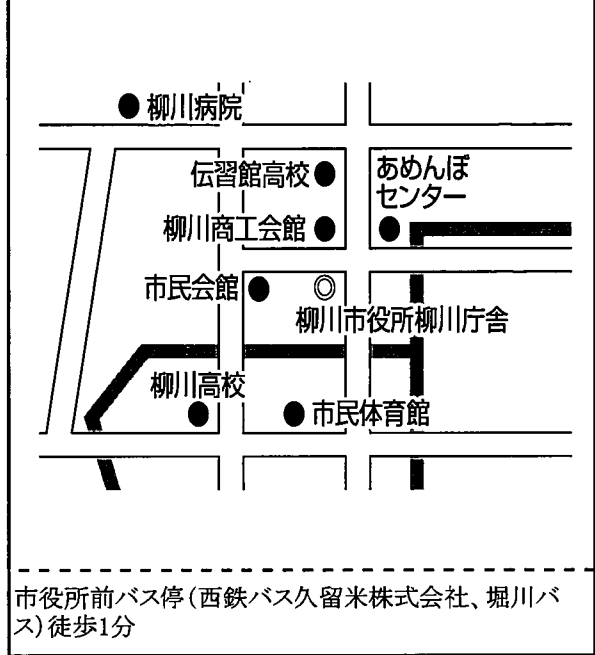 柳川病院
伝習館高校
あめんぼ
センター
柳川商工会館
市民会館
柳川市役所柳川庁舎
柳川高校
市民体育館
市役所前バス停(西鉄バス久留米株式会社、堀川バ
ス)徒歩1分